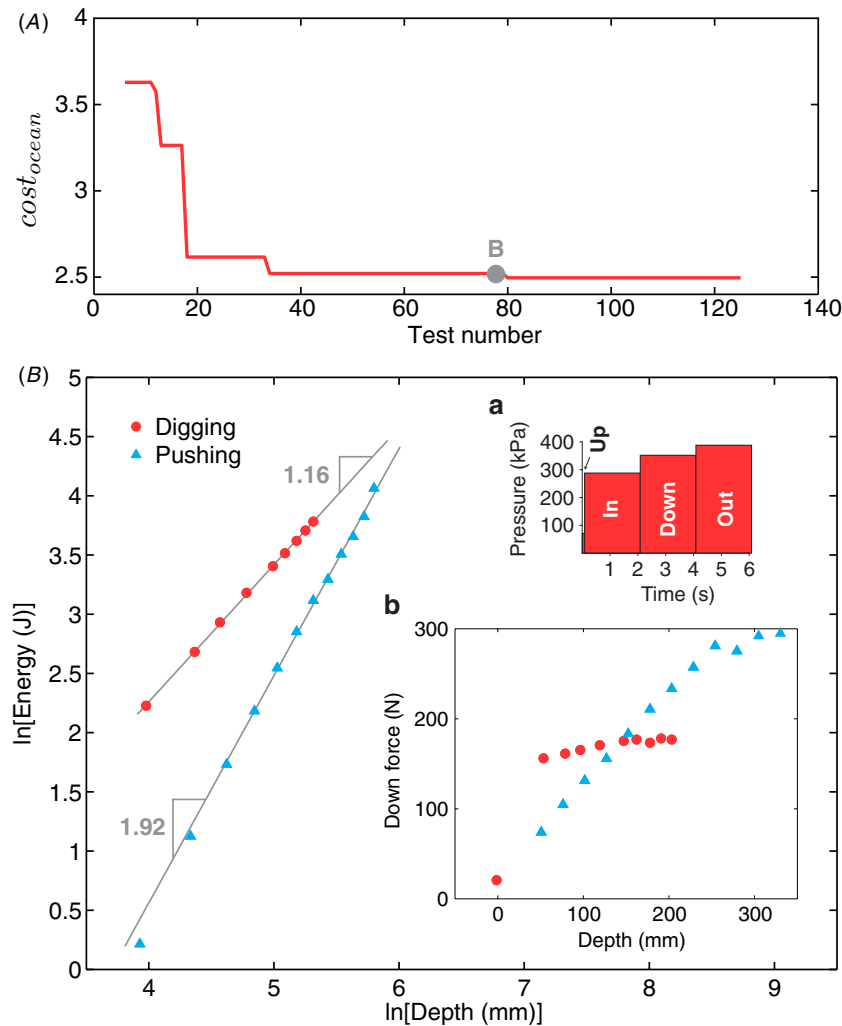 (A)
4
3.5
3
2.5
cost_ocean
B
0 20 40 60 80 100 120 140
Test number
(B)
5
4.5
4
3.5
3
2.5
2
1.5
1
0.5
0
ln[Energy (J)]
Digging
Pushing
1.16
1.92
4 5 6 7 8 9
ln[Depth (mm)]
a
Up
400
300
200
100
Pressure (kPa)
In
Down
Out
1 2 3 4 5 6
Time (s)
b
300
200
100
0
Down force (N)
0 100 200 300
Depth (mm)